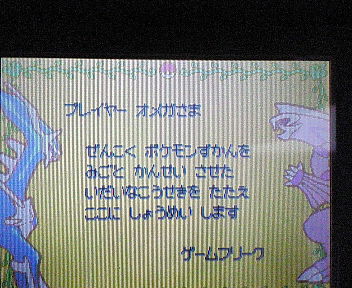 プレイヤー オメガさま
ぜんこく ポケモンずかんを
みごと かんせい させた
いだいなこうせきを たたえ
ここに しょうめい します
ゲームフリーク